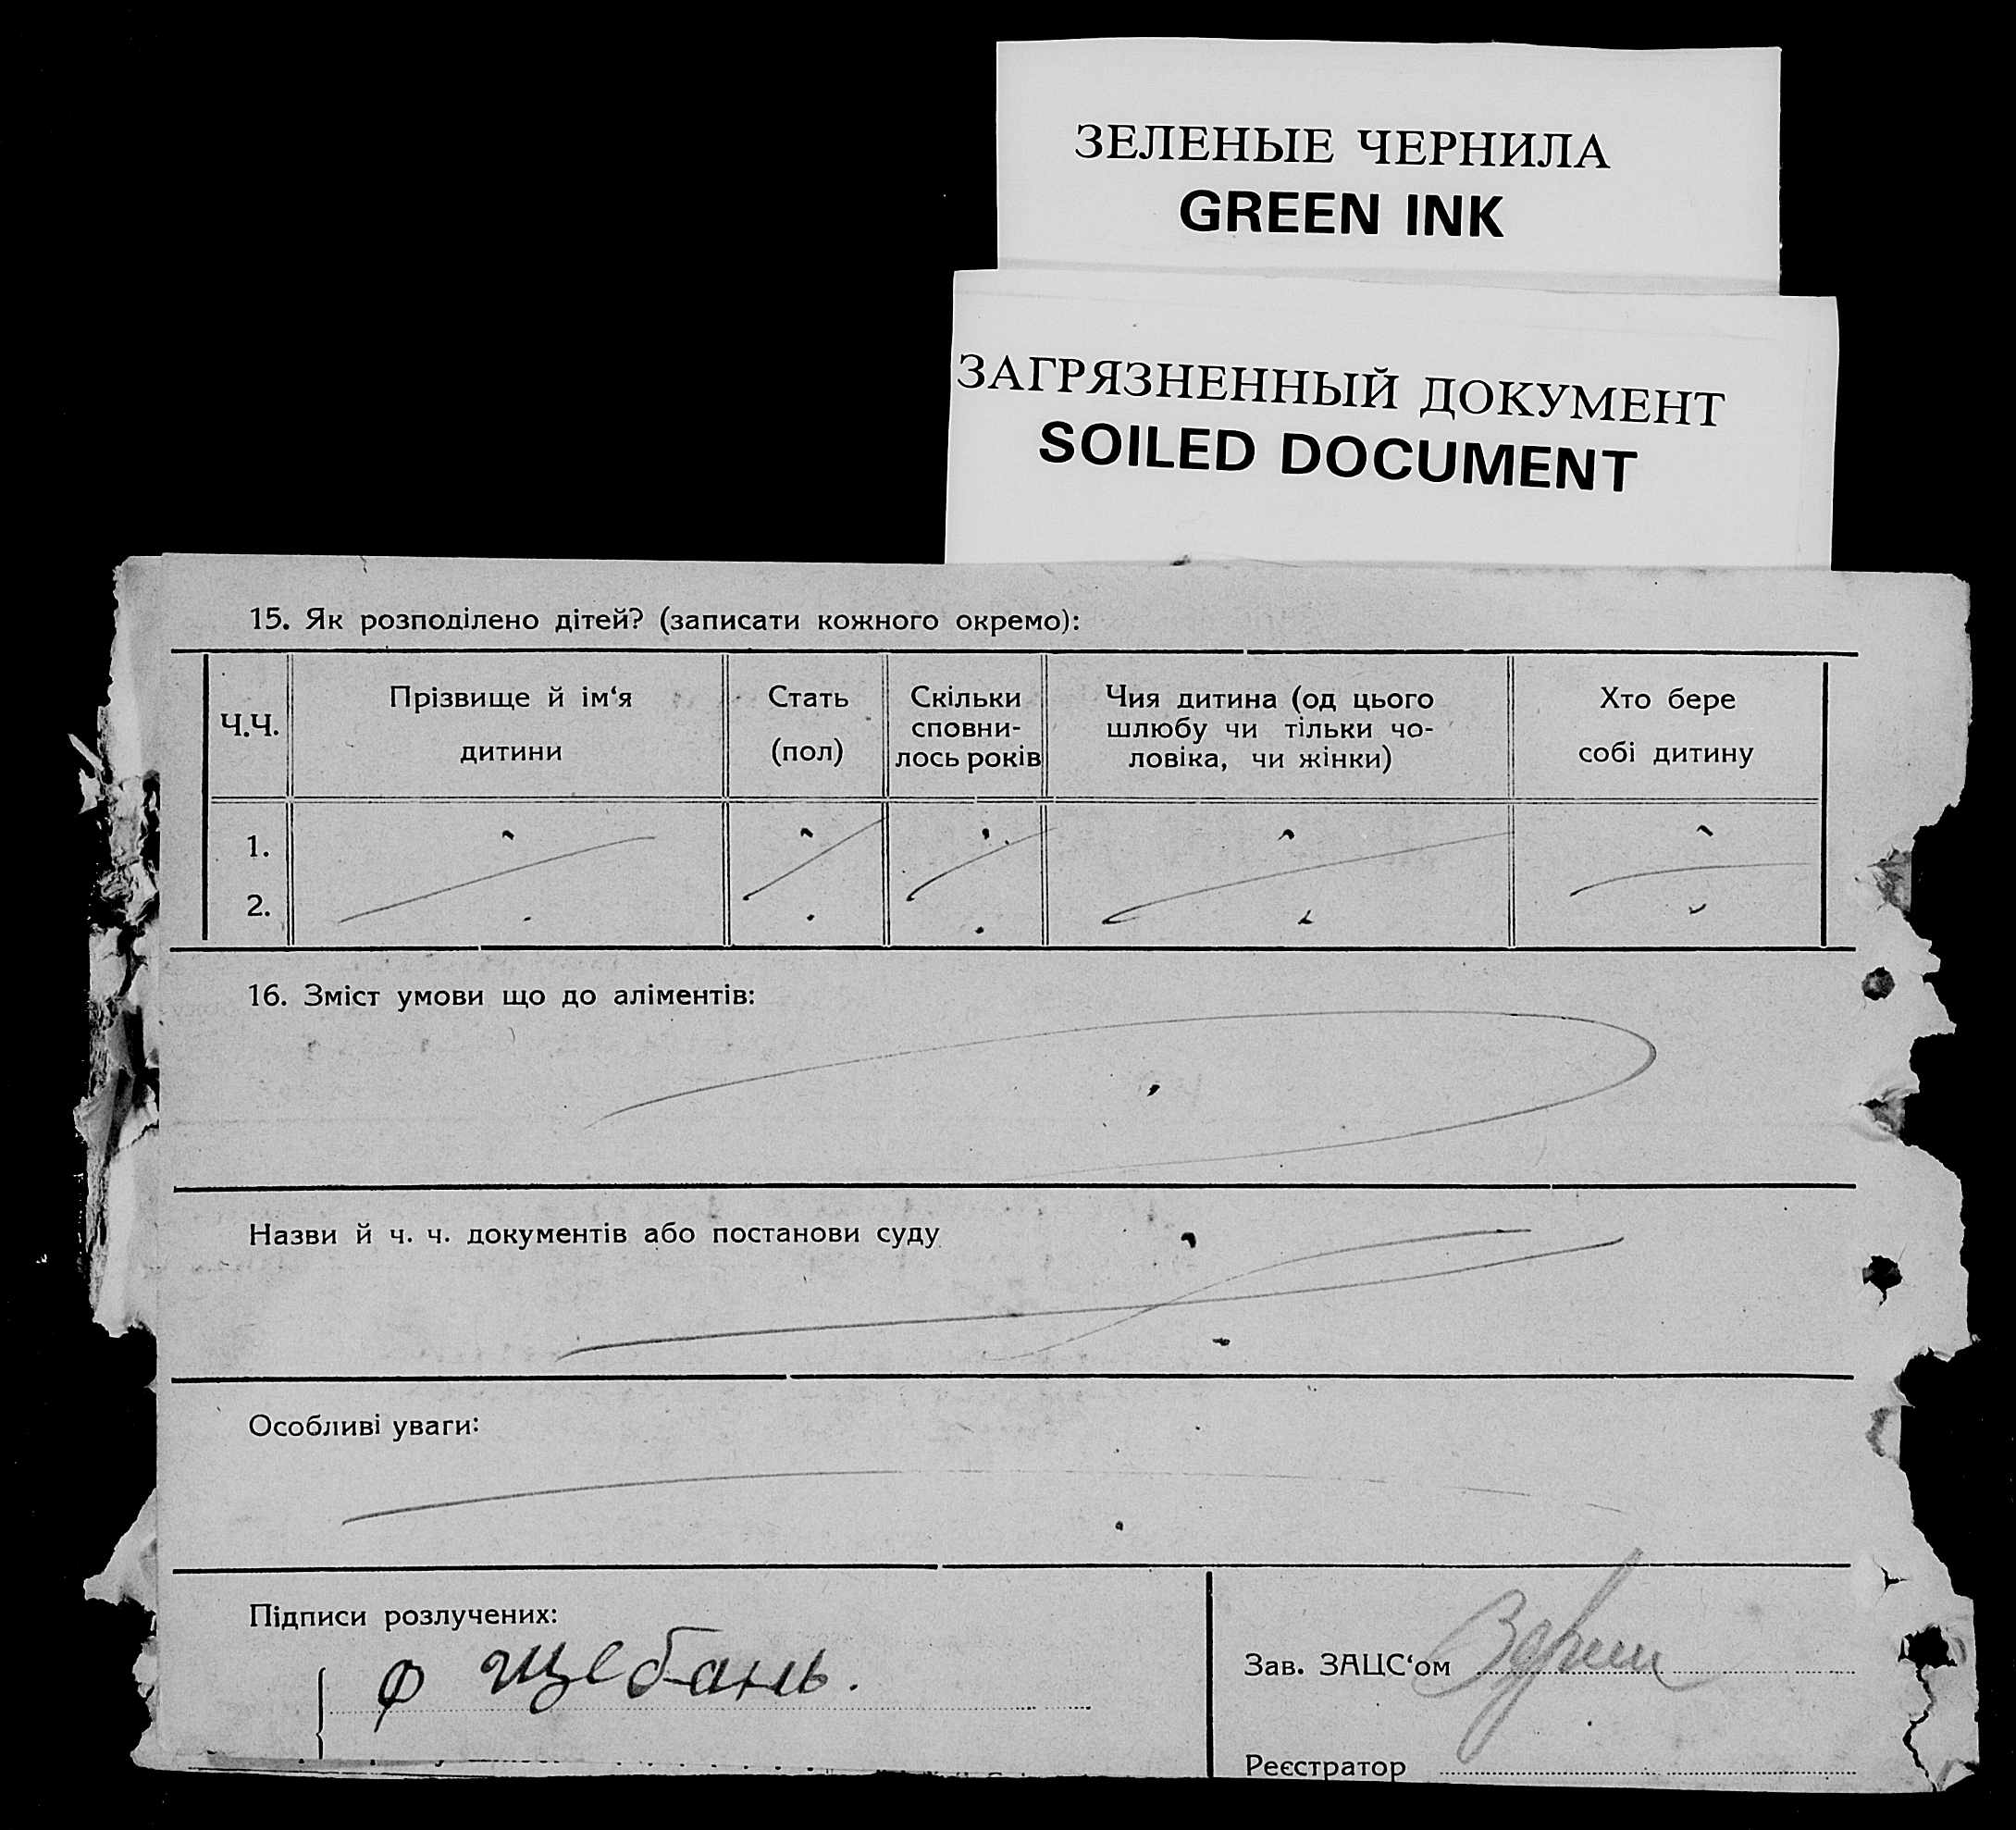 ЗЕЛЕНЫЕ ЧЕРНИЛА
GREEN INK
ЗАГРЯЗНЕННЫЙ ДОКУМЕНТ
SOILED DOCUMENT
15. Як розподілено дітей? (записати кожного окремо):
Ч.Ч.
Прізвище й ім‘я
дитини
Стать
(пол)
Скільки
сповни-
лось років
Чия дитина (од цього
шлюбу чи тільки чо-
ловіка, чи жінки)
Хто бере
собі дитину
1.
2.
16. Зміст умови що до аліментів:
Назви й ч. ч. документів або постанови суду
Особливі уваги:
Підписи розлучених:
Ф Щебань.
Зав. ЗАЦС‘ом
Реєстратор